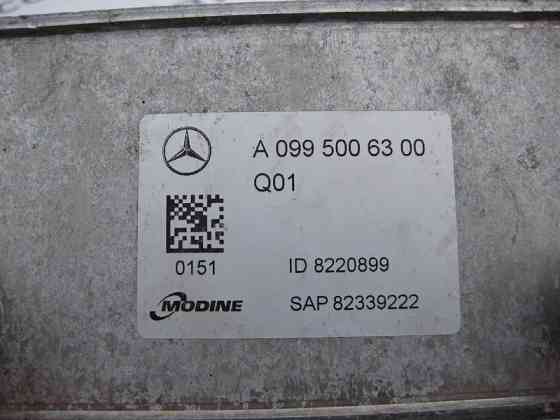 A 099 500 63 00
Q01
0151
ID 8220899
MODINE
SAP 82339222